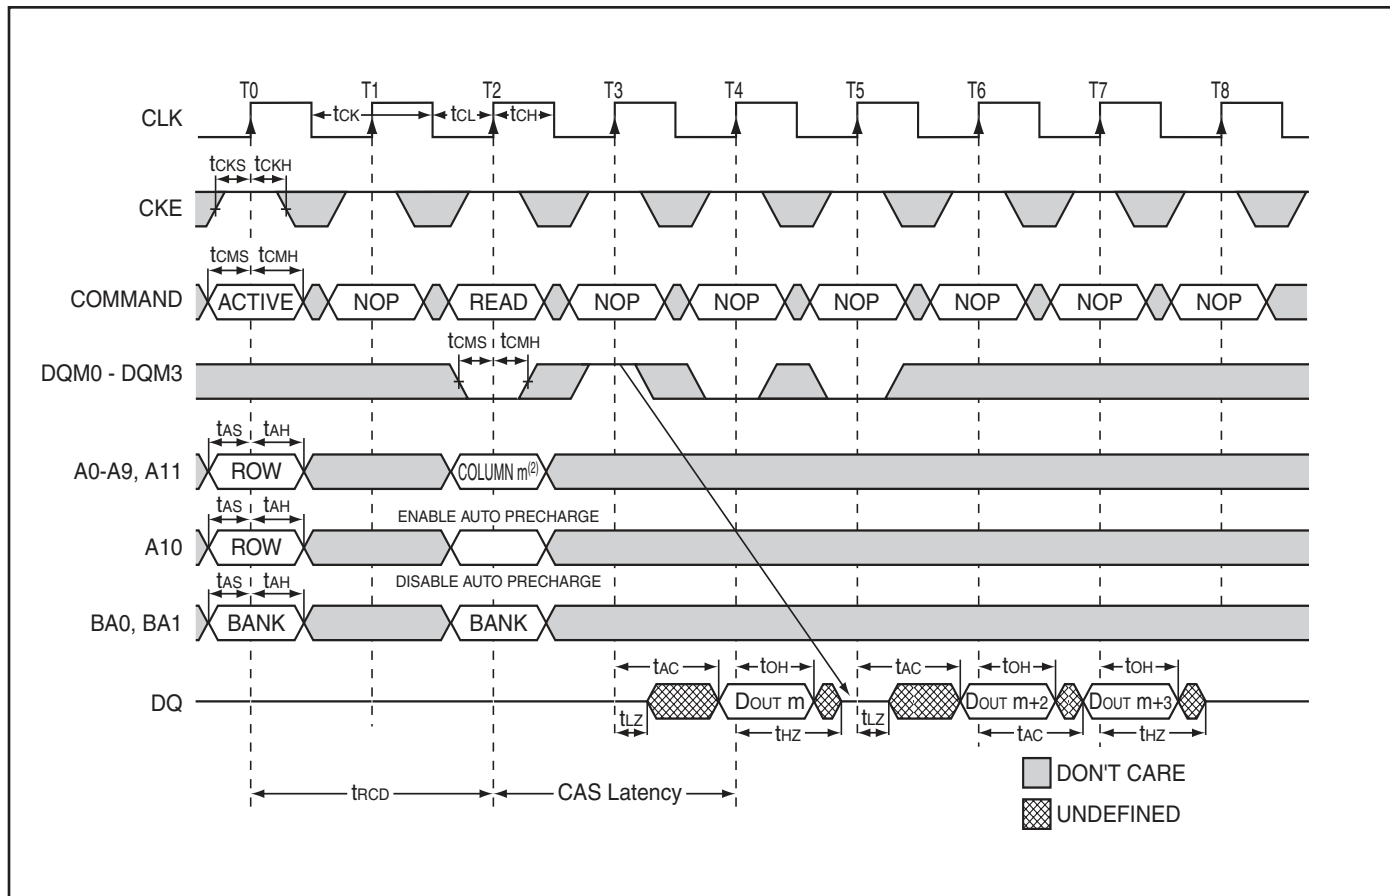 T0 T1 T2 T3 T4 T5 T6 T7 T8
CLK tCK tCL tCH
tCKS tCKH
CKE
tCMS tCMH
COMMAND ACTIVE NOP READ NOP NOP NOP NOP NOP NOP
tCMS tCMH
DQM0 - DQM3
tAS tAH
A0-A9, A11 ROW COLUMN m(2)
tAS tAH ENABLE AUTO PRECHARGE
A10 ROW
tAS tAH DISABLE AUTO PRECHARGE
BA0, BA1 BANK BANK
tAC tOH tAC tOH tOH
DQ DOUT m DOUT m+2 DOUT m+3
tLZ tHZ tLZ tAC tHZ
DON'T CARE
tRCD CAS Latency
UNDEFINED